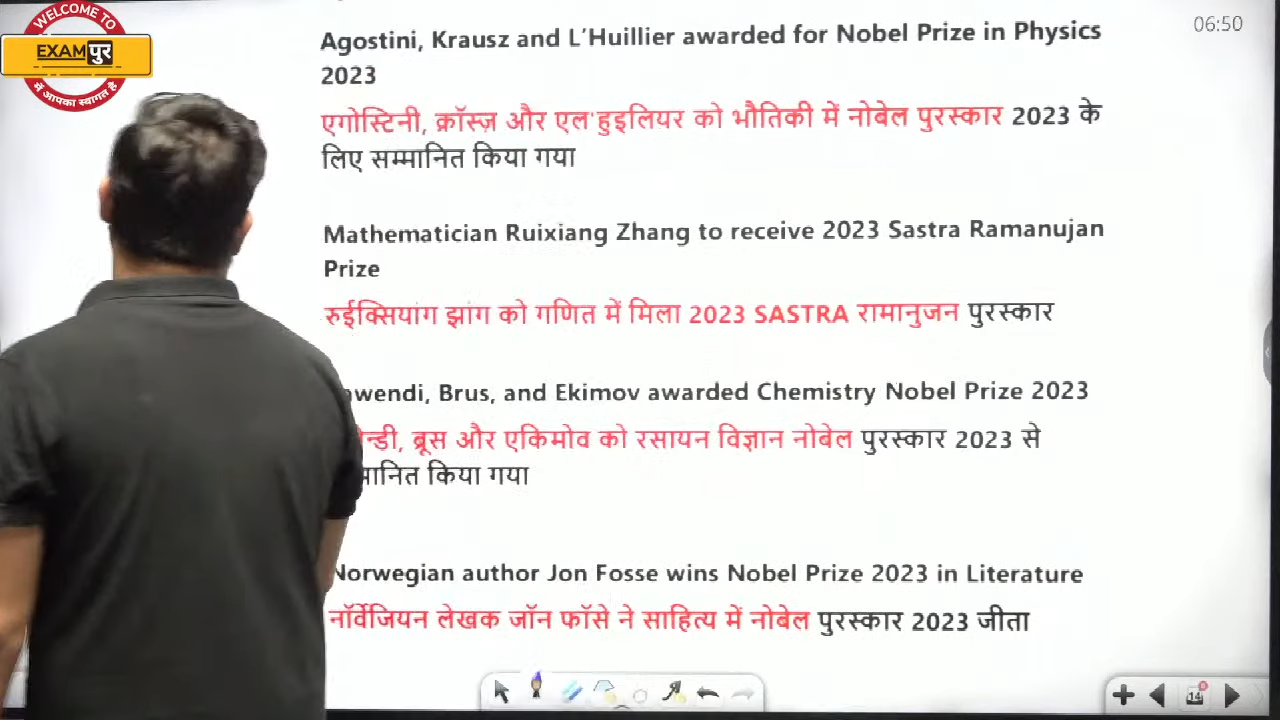 WELCOME TO
EXAMपुर
में आपका स्वागत है
06:50
Agostini, Krausz and L'Huillier awarded for Nobel Prize in Physics
2023
एगोस्टिनी, क्रॉस्ज़ और एल'हुइलियर को भौतिकी में नोबेल पुरस्कार 2023 के
लिए सम्मानित किया गया
Mathematician Ruixiang Zhang to receive 2023 Sastra Ramanujan
Prize
रुईक्सियांग झांग को गणित में मिला 2023 SASTRA रामानुजन पुरस्कार
Brus, and Ekimov awarded Chemistry Nobel Prize 2023
ब्रूस और एकिमोव को रसायन विज्ञान नोबेल पुरस्कार 2023 से
किया गया
Norwegian author Jon Fosse wins Nobel Prize 2023 in Literature
नॉर्वेजियन लेखक जॉन फॉसे ने साहित्य में नोबेल पुरस्कार 2023 जीता
14